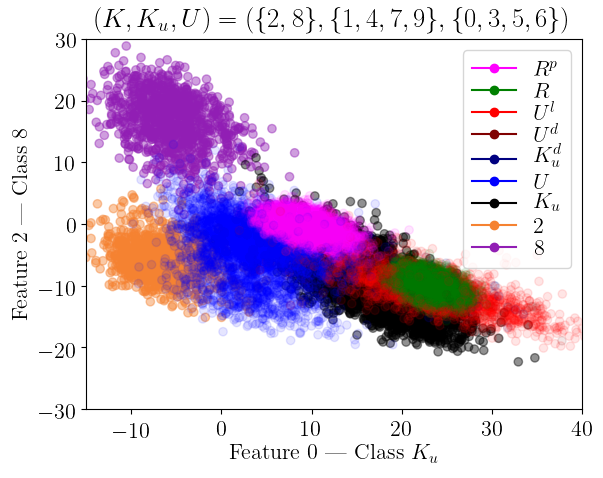 (K, K_u, U) = ({2, 8}, {1, 4, 7, 9}, {0, 3, 5, 6})
30
20
10
0
−10
−20
−30
Feature 2 — Class 8
R^p
R
U^l
U^d
K_u^d
U
K_u
2
8
−10
0
10
20
30
40
Feature 0 — Class K_u